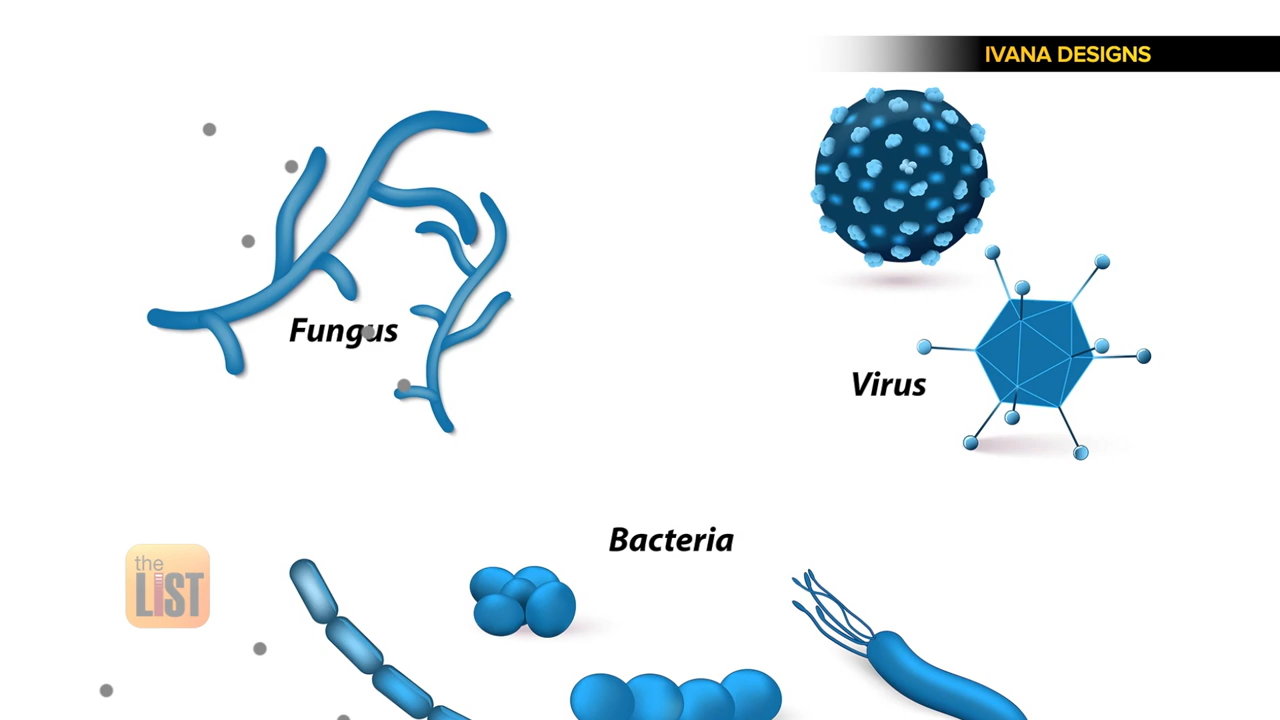 IVANA DESIGNS
Fungus
Virus
Bacteria
the
LIST